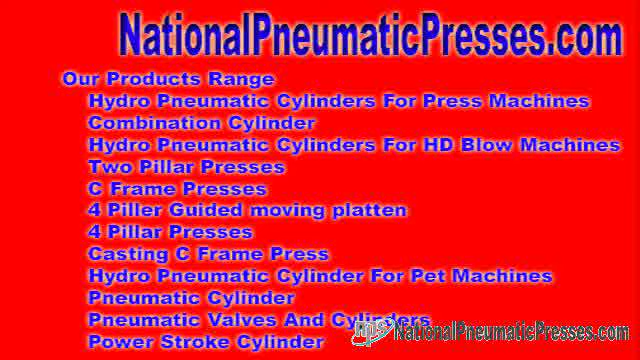 NationalPneumaticPresses.com
Our Products Range
Hydro Pneumatic Cylinders For Press Machines
Combination Cylinder
Hydro Pneumatic Cylinders For HD Blow Machines
Two Pillar Presses
C Frame Presses
4 Piller Guided moving platten
4 Pillar Presses
Casting C Frame Press
Hydro Pneumatic Cylinder For Pet Machines
Pneumatic Cylinder
Pneumatic Valves And Cylinders
NationalPneumaticPresses.com
Power Stroke Cylinder